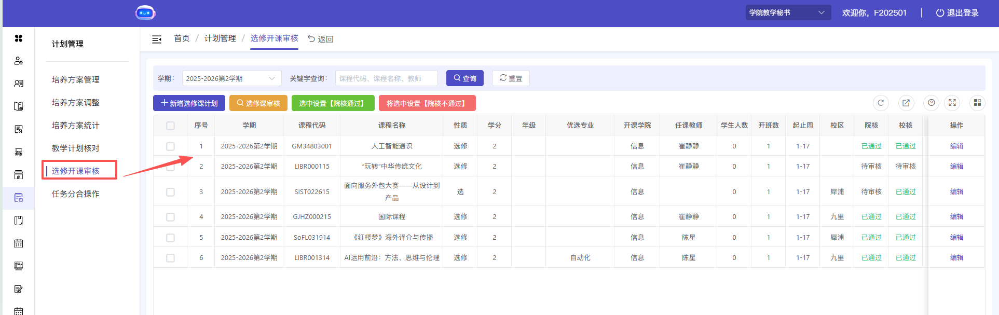 学院教学秘书
欢迎你，F202501
退出登录
计划管理
培养方案管理
培养方案调整
培养方案统计
教学计划核对
选修开课审核
任务分合操作
首页 / 计划管理 / 选修开课审核 返回
学期： 2025-2026第2学期 关键字查询： 课程代码、课程名称、教师 查询 重置
新增选修课计划 选修课审核 选中设置【院核通过】 将选中设置【院核不通过】
序号 学期 课程代码 课程名称 性质 学分 年级 优选专业 开课学院 任课教师 学生人数 开班数 起止周 校区 院核 校核 操作
1 2025-2026第2学期 GM34803001 人工智能通识 选修 2 信息 崔静静 0 1 1-17 已通过 已通过 编辑
2 2025-2026第2学期 LIBR000115 “玩转”中华传统文化 选修 2 信息 崔静静 0 1 1-17 待审核 待审核 编辑
3 2025-2026第2学期 SIST022615 面向服务外包大赛——从设计到产品 选 2 信息 0 1 1-17 犀浦 待审核 已通过 编辑
4 2025-2026第2学期 GJHZ000215 国际课程 选修 2 信息 崔静静 0 1 1-17 九里 已通过 已通过 编辑
5 2025-2026第2学期 SoFL031914 《红楼梦》海外译介与传播 选修 2 信息 陈星 0 1 1-17 犀浦 已通过 已通过 编辑
6 2025-2026第2学期 LIBR001314 AI运用前沿：方法、思维与伦理 选修 2 自动化 信息 陈星 0 1 1-17 九里 已通过 已通过 编辑